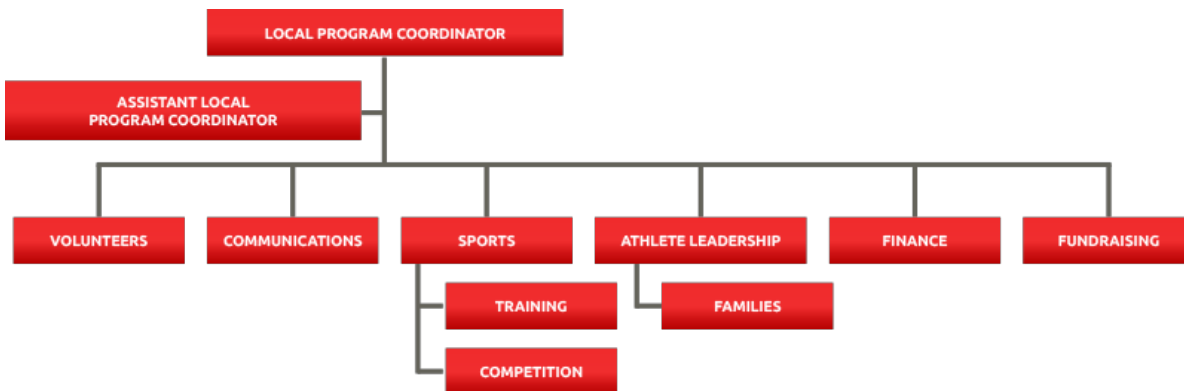 LOCAL PROGRAM COORDINATOR
ASSISTANT LOCAL
PROGRAM COORDINATOR
VOLUNTEERS
COMMUNICATIONS
SPORTS
ATHLETE LEADERSHIP
FINANCE
FUNDRAISING
TRAINING
FAMILIES
COMPETITION